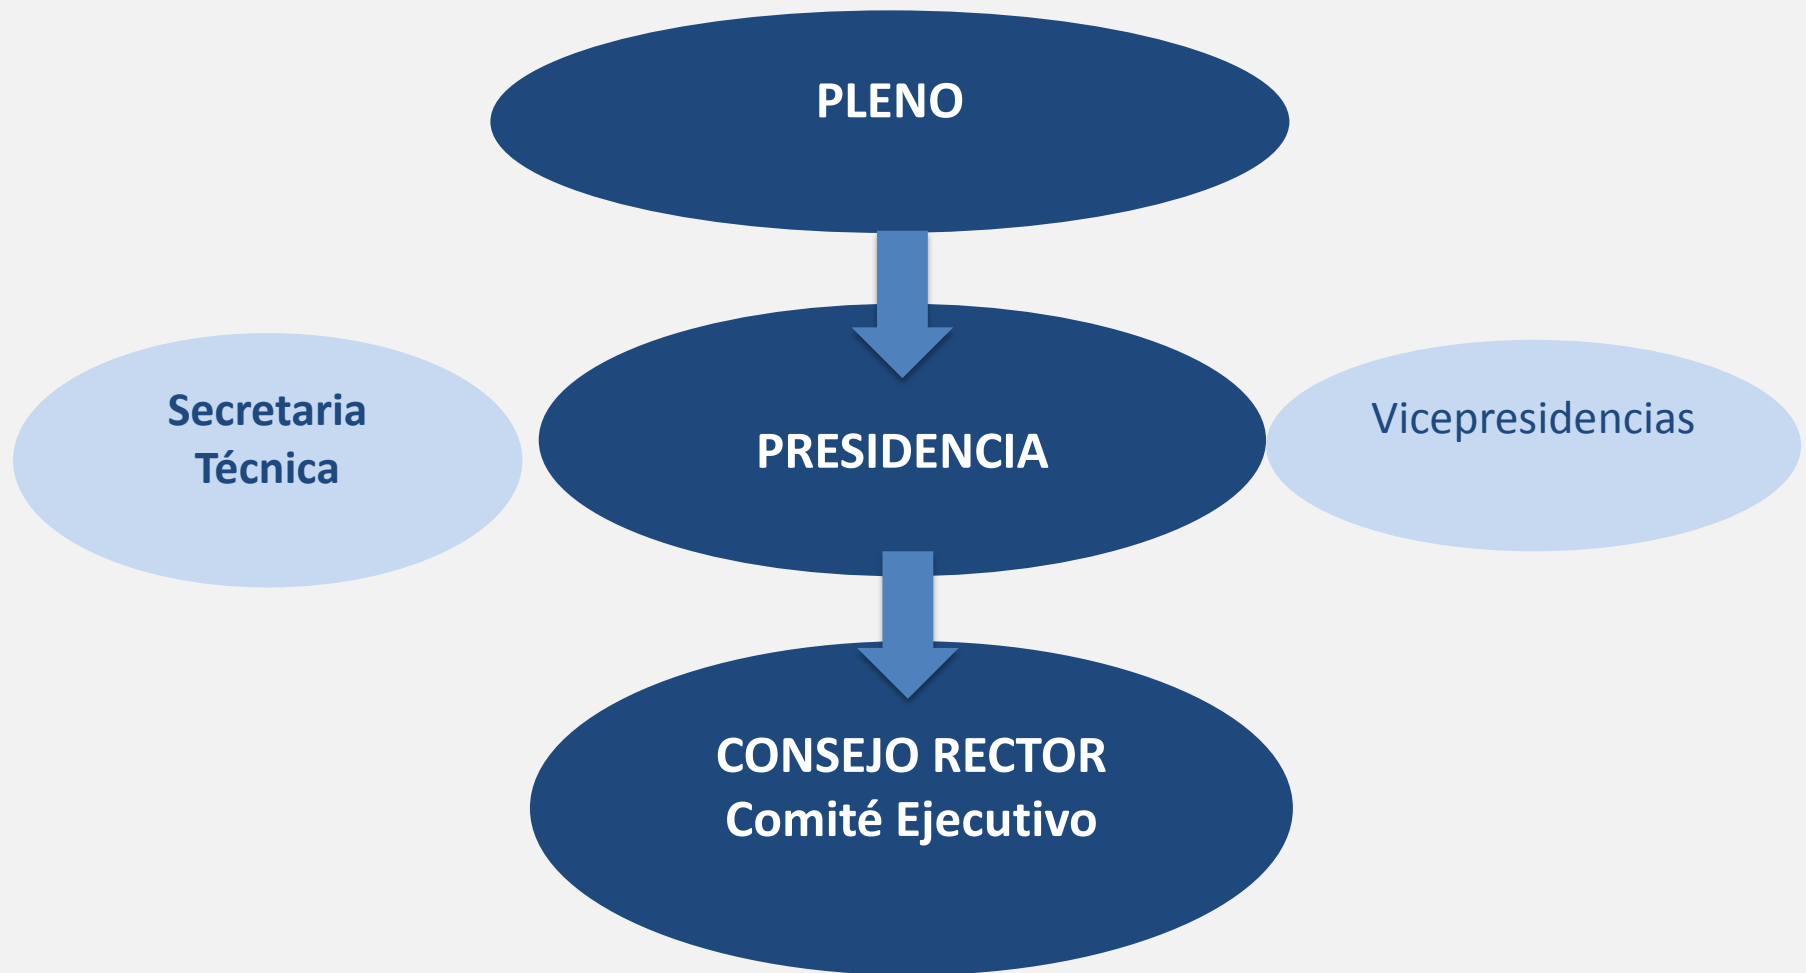 PLENO
Secretaria
Técnica
PRESIDENCIA
Vicepresidencias
CONSEJO RECTOR
Comité Ejecutivo